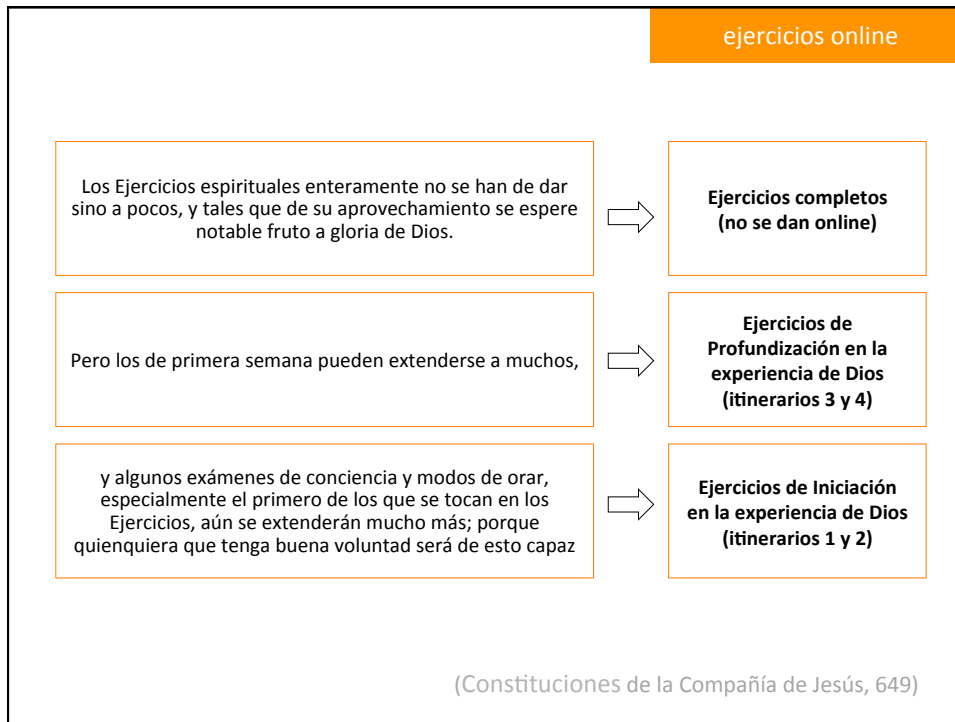 ejercicios online
Los Ejercicios espirituales enteramente no se han de dar
sino a pocos, y tales que de su aprovechamiento se espere
notable fruto a gloria de Dios.
Ejercicios completos
(no se dan online)
Pero los de primera semana pueden extenderse a muchos,
Ejercicios de
Profundización en la
experiencia de Dios
(itinerarios 3 y 4)
y algunos exámenes de conciencia y modos de orar,
especialmente el primero de los que se tocan en los
Ejercicios, aún se extenderán mucho más; porque
quienquiera que tenga buena voluntad será de esto capaz
Ejercicios de Iniciación
en la experiencia de Dios
(itinerarios 1 y 2)
(Constituciones de la Compañía de Jesús, 649)